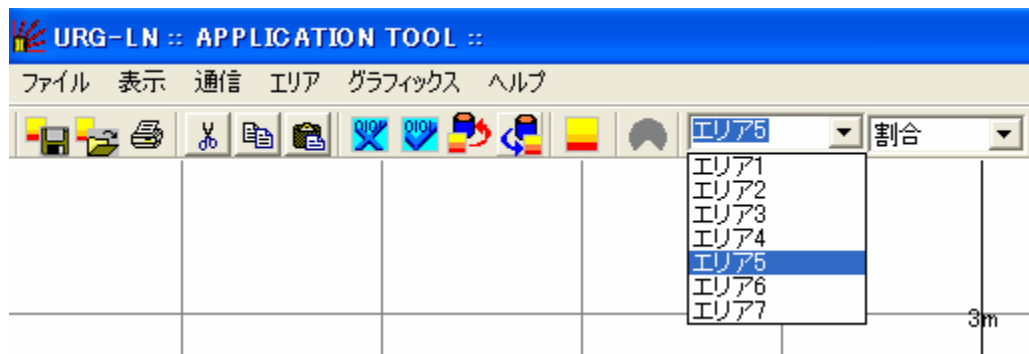 URG-LN :: APPLICATION TOOL ::
ファイル 表示 通信 エリア グラフィックス ヘルプ
エリア5 割合
エリア1
エリア2
エリア3
エリア4
エリア5
エリア6
エリア7
3m